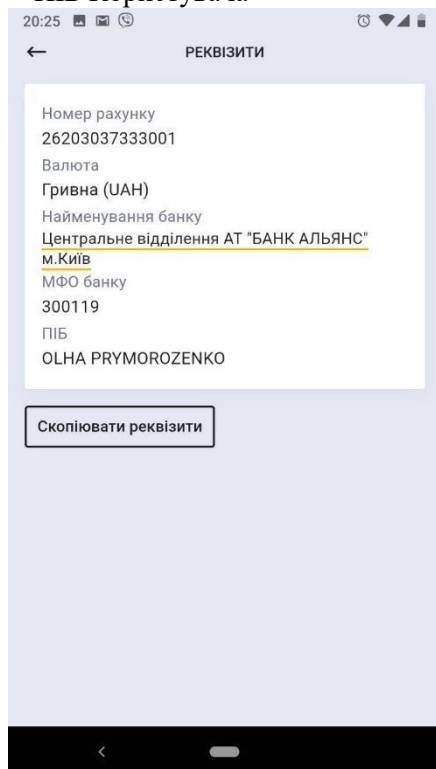 20:25
РЕКВІЗИТИ
Номер рахунку
26203037333001
Валюта
Гривна (UAH)
Найменування банку
Центральне відділення АТ "БАНК АЛЬЯНС"
м.Київ
МФО банку
300119
ПІБ
OLHA PRYMOROZENKO
Скопіювати реквізити